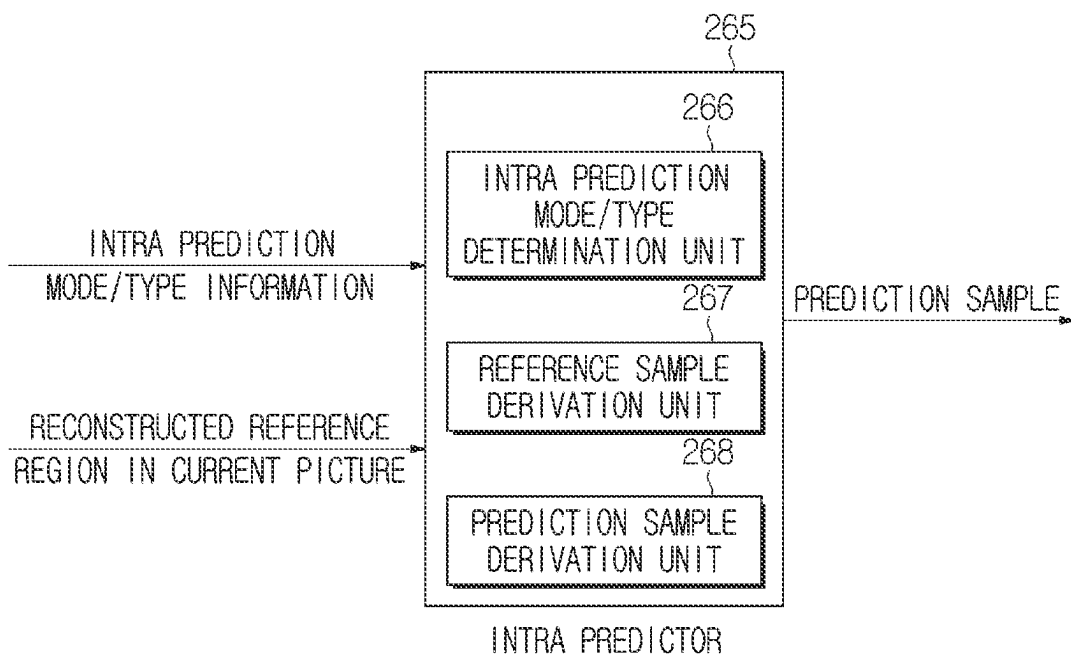 265
266
INTRA PREDICTION
MODE/TYPE
DETERMINATION UNIT
INTRA PREDICTION
MODE/TYPE INFORMATION
267
PREDICTION SAMPLE
REFERENCE SAMPLE
DERIVATION UNIT
RECONSTRUCTED REFERENCE
REGION IN CURRENT PICTURE
268
PREDICTION SAMPLE
DERIVATION UNIT
INTRA PREDICTOR